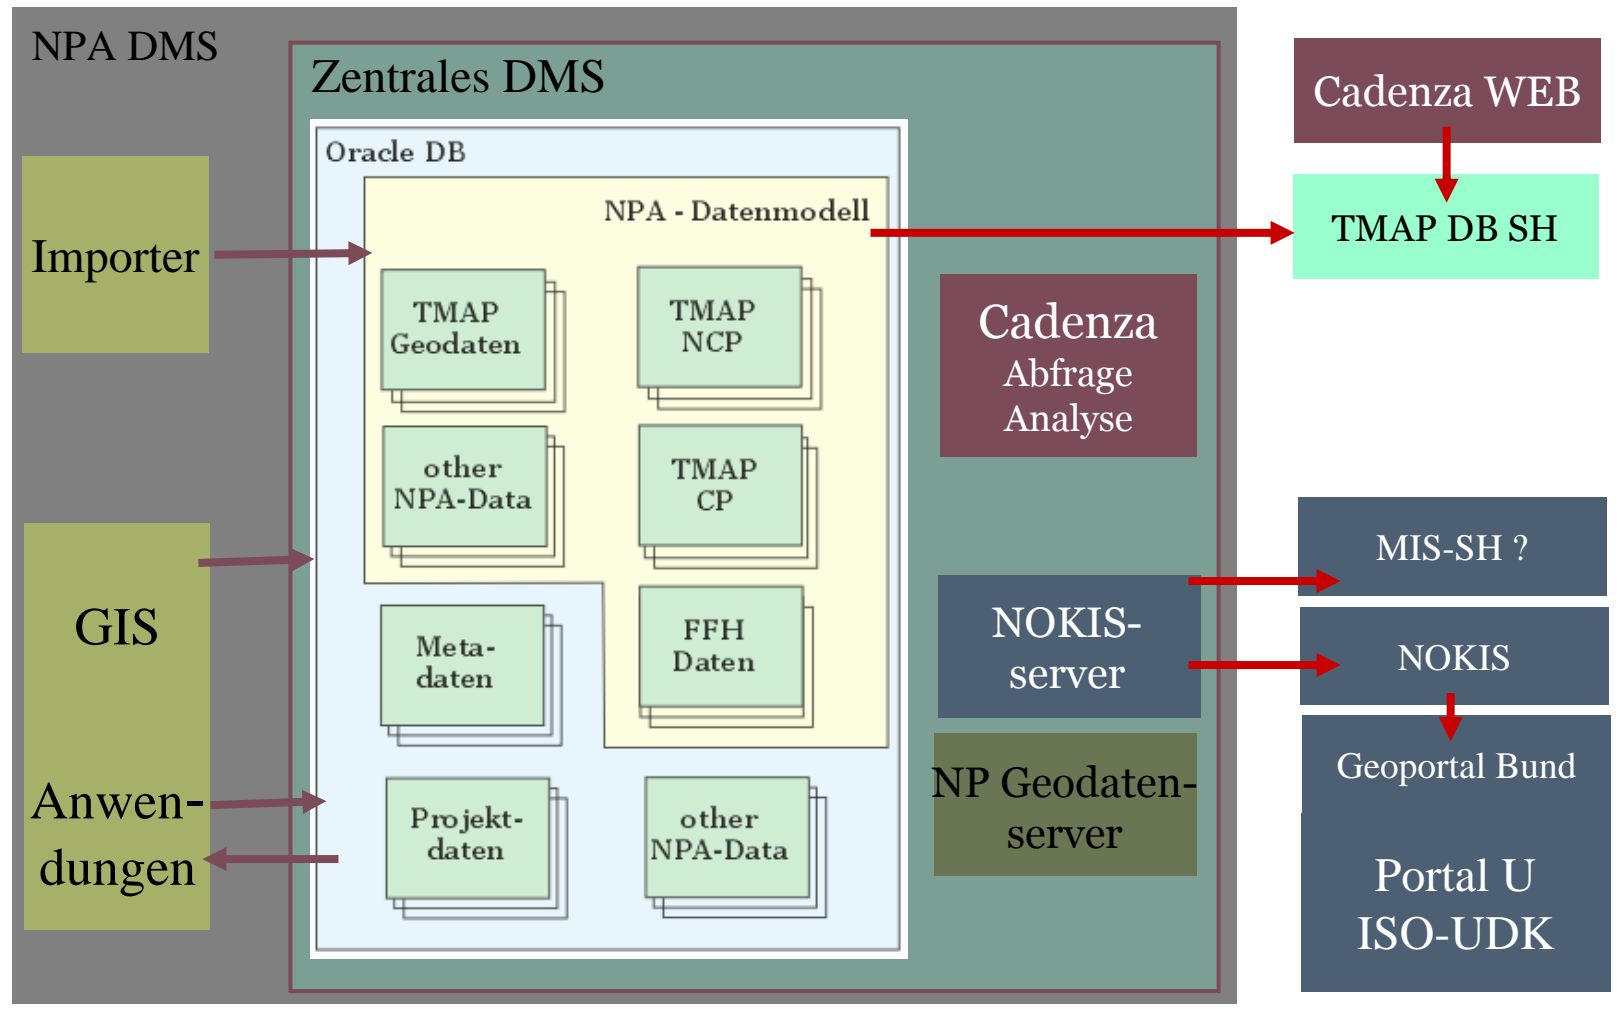 NPA DMS
Zentrales DMS
Oracle DB
NPA - Datenmodell
Importer
TMAP
Geodaten
TMAP
NCP
other
NPA-Data
TMAP
CP
GIS
Anwen-
dungen
Meta-
daten
FFH
Daten
Projekt-
daten
other
NPA-Data
Cadenza
Abfrage
Analyse
NOKIS-
server
NP Geodaten-
server
Cadenza WEB
TMAP DB SH
MIS-SH ?
NOKIS
Geoportal Bund
Portal U
ISO-UDK